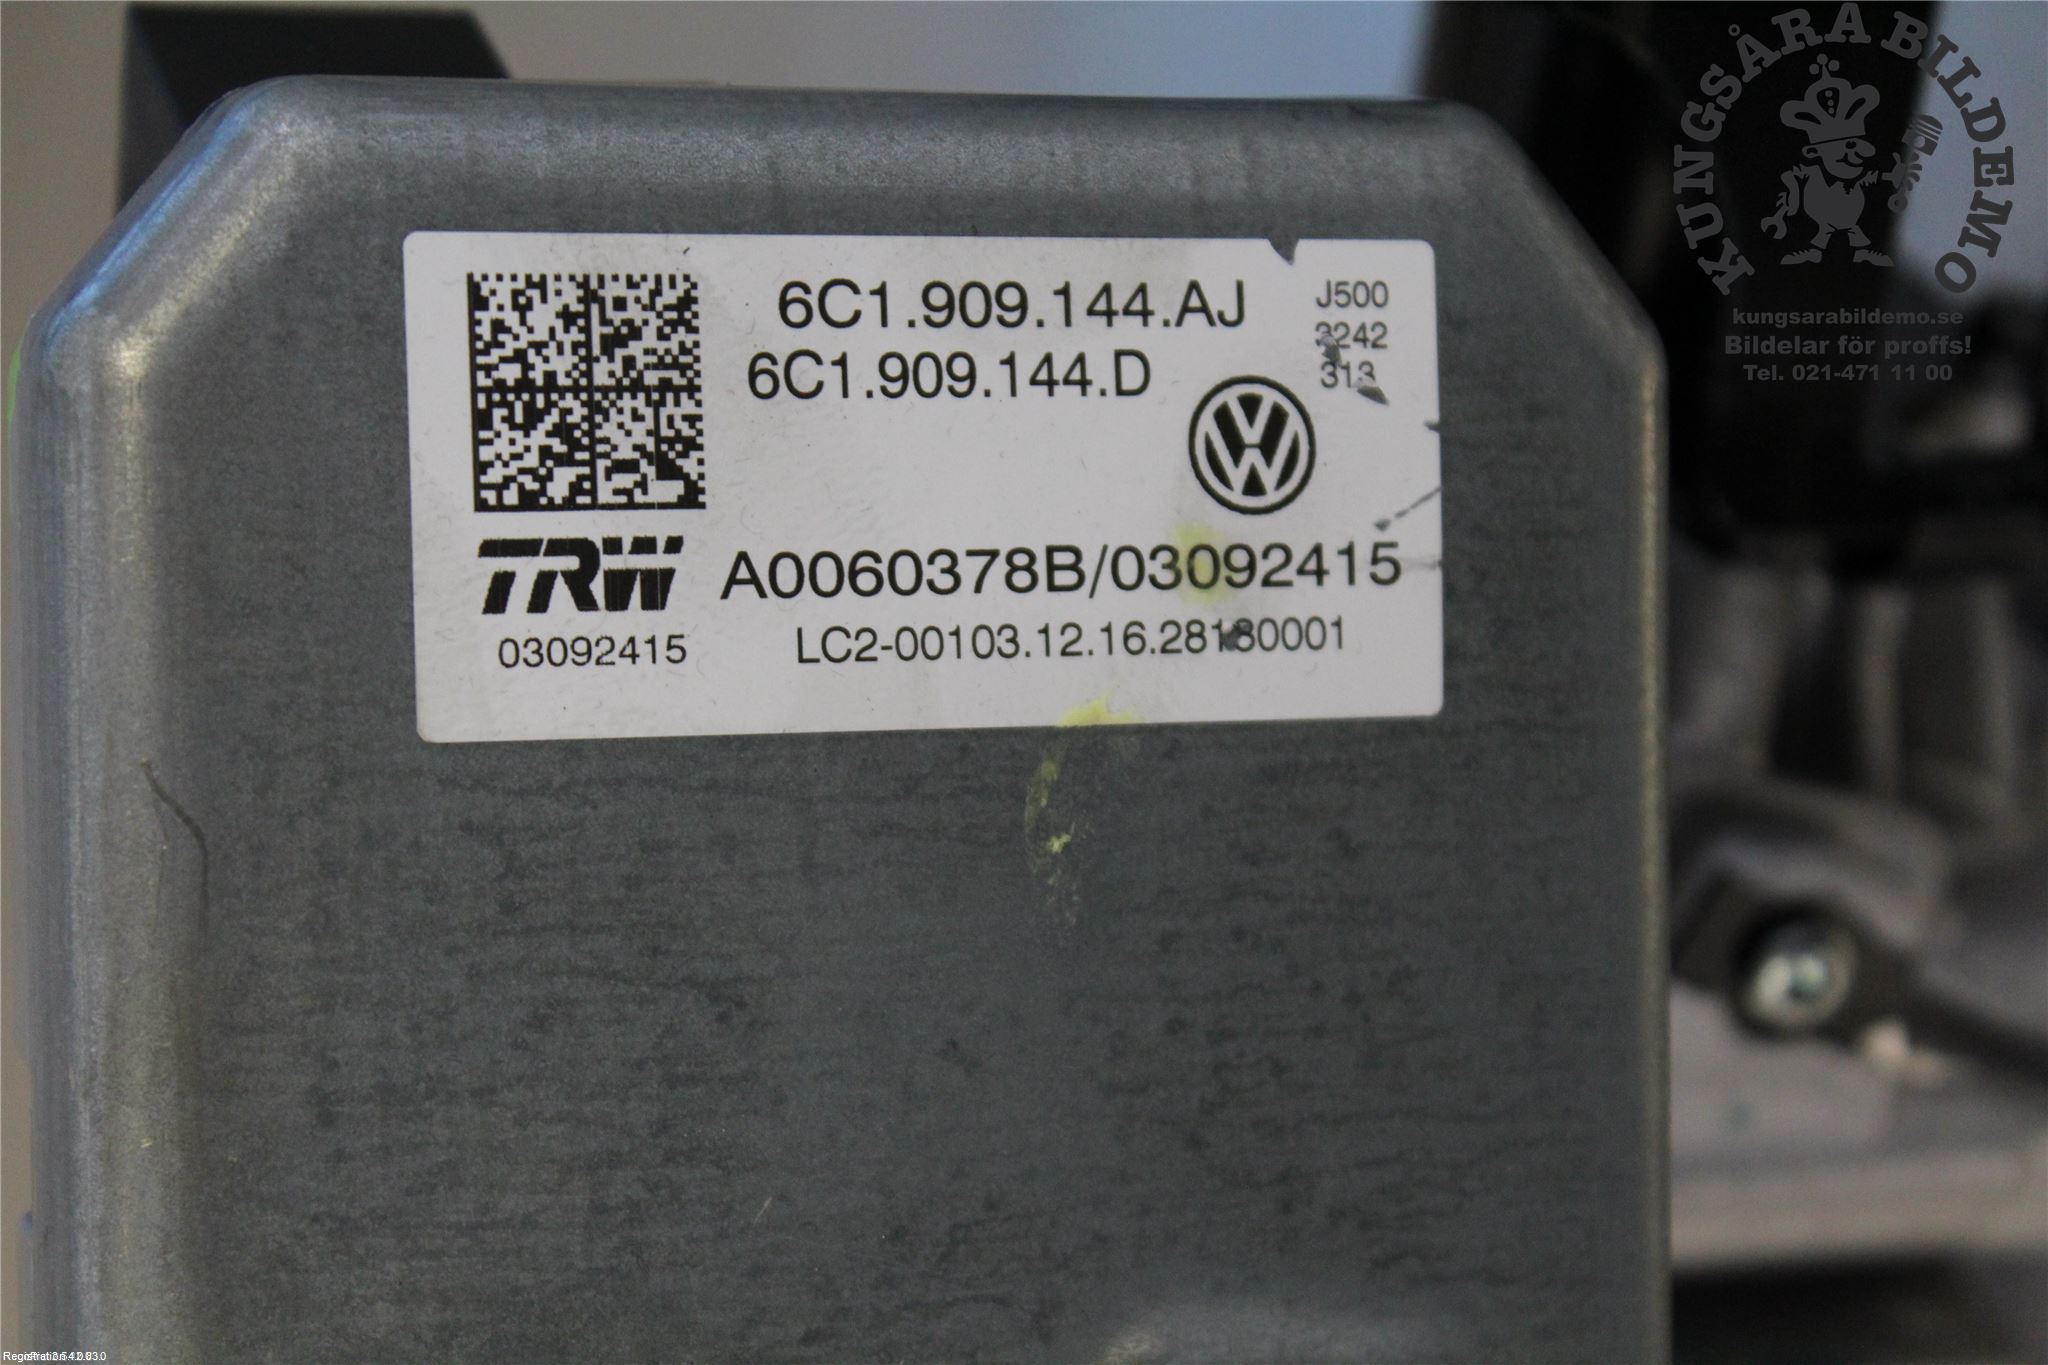 6C1.909.144.AJ
6C1.909.144.D
J500
3242
313
TRW
A0060378B/03092415
03092415
LC2-00103.12.16.28180001
KUNGSÅRA BILDEMO
kungsarabildemo.se
Bildelar för proffs!
Tel. 021-471 11 00